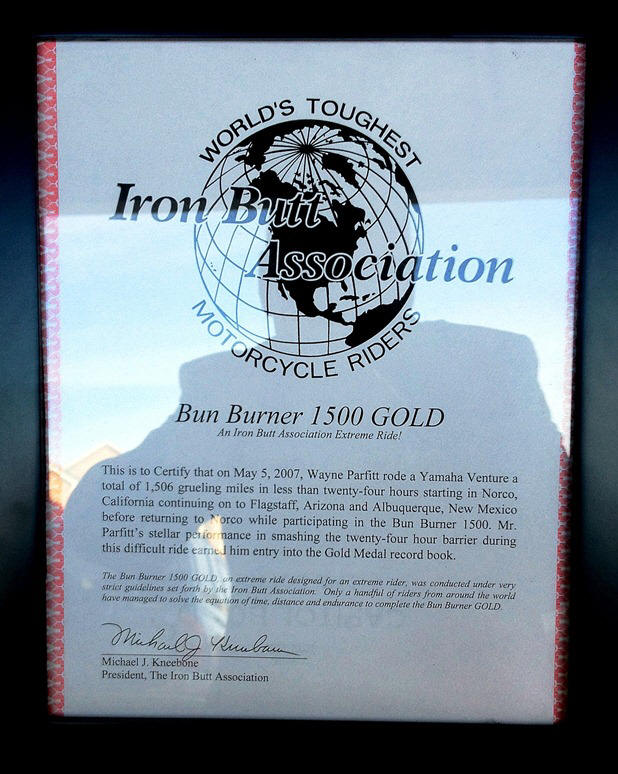 WORLD'S TOUGHEST
Iron Butt
Association
MOTORCYCLE RIDERS
Bun Burner 1500 GOLD
An Iron Butt Association Extreme Ride!
This is to Certify that on May 5, 2007, Wayne Parfitt rode a Yamaha Venture a
total of 1,506 grueling miles in less than twenty-four hours starting in Norco,
California continuing on to Flagstaff, Arizona and Albuquerque, New Mexico
before returning to Norco while participating in the Bun Burner 1500. Mr.
Parfitt's stellar performance in smashing the twenty-four hour barrier during
this difficult ride earned him entry into the Gold Medal record book.
The Bun Burner 1500 GOLD, an extreme ride designed for an extreme rider, was conducted under very
strict guidelines set forth by the Iron Butt Association. Only a handful of riders from around the world
have managed to solve the equation of time, distance and endurance to complete the Bun Burner GOLD.
Michael J Kneebone
Michael J. Kneebone
President, The Iron Butt Association